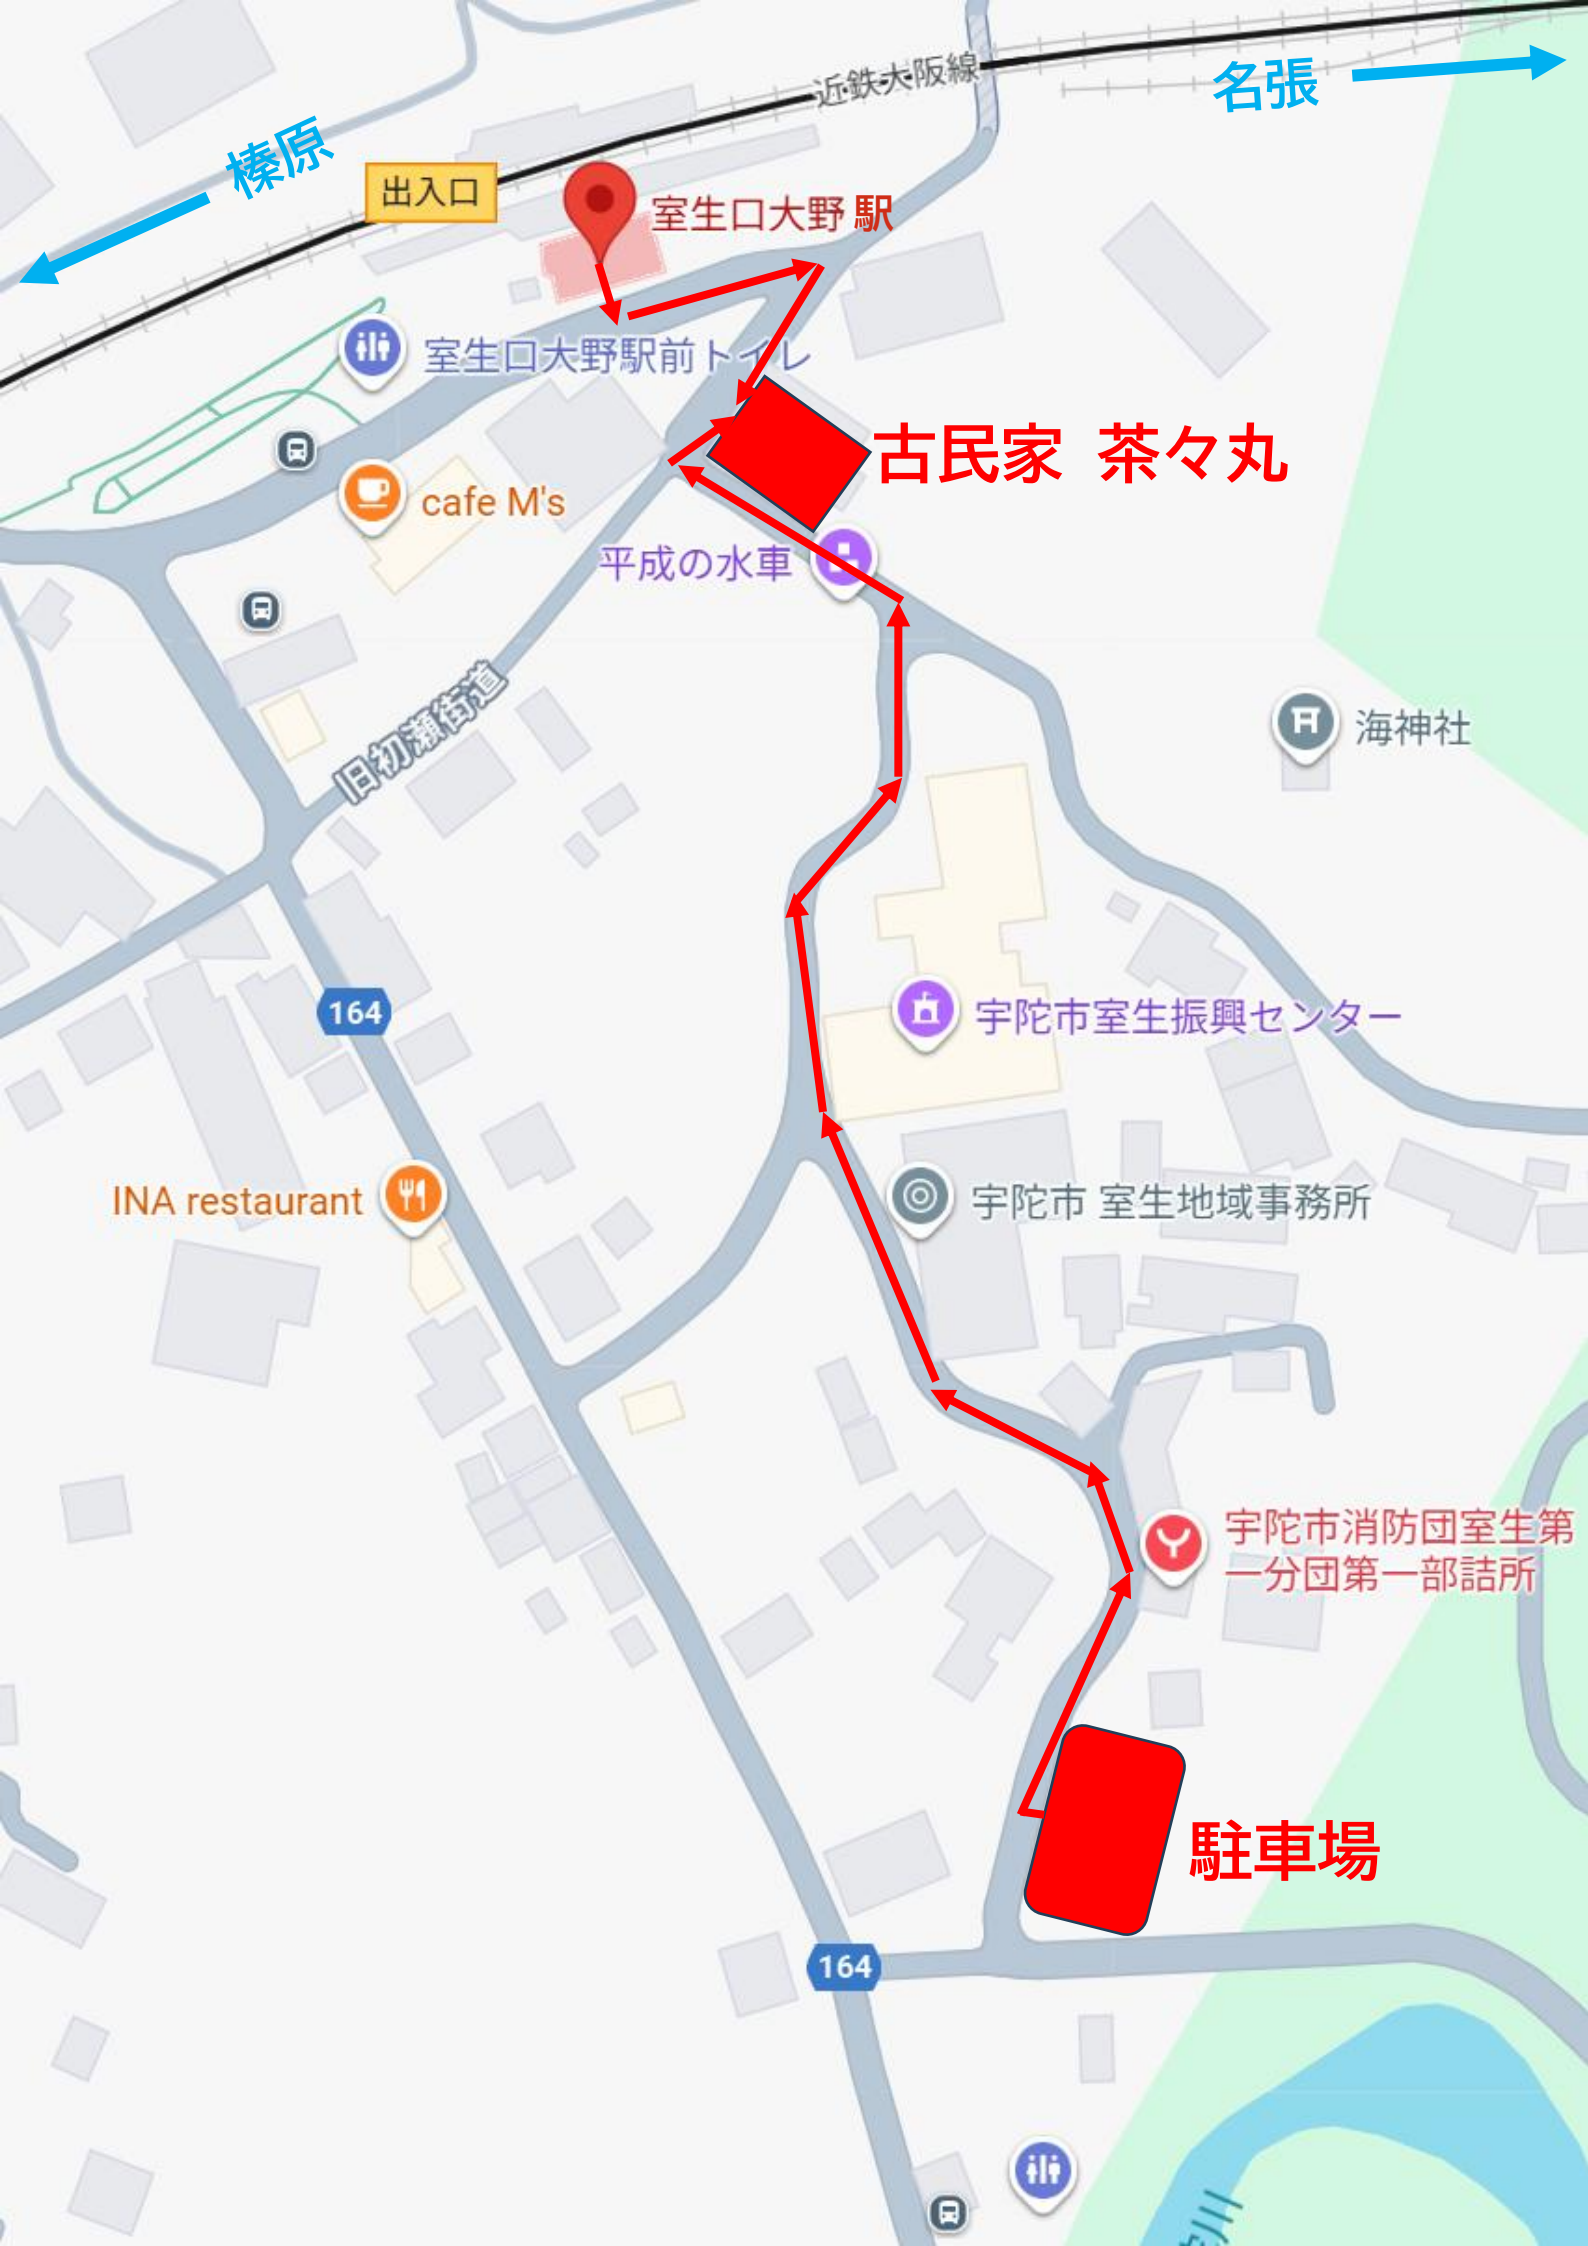 近鉄大阪線
名張
榛原
出入口
室生口大野駅
室生口大野駅前トイレ
古民家 茶々丸
cafe M's
平成の水車
旧初瀬街道
海神社
164
宇陀市室生振興センター
INA restaurant
宇陀市 室生地域事務所
宇陀市消防団室生第
一分団第一部詰所
駐車場
164